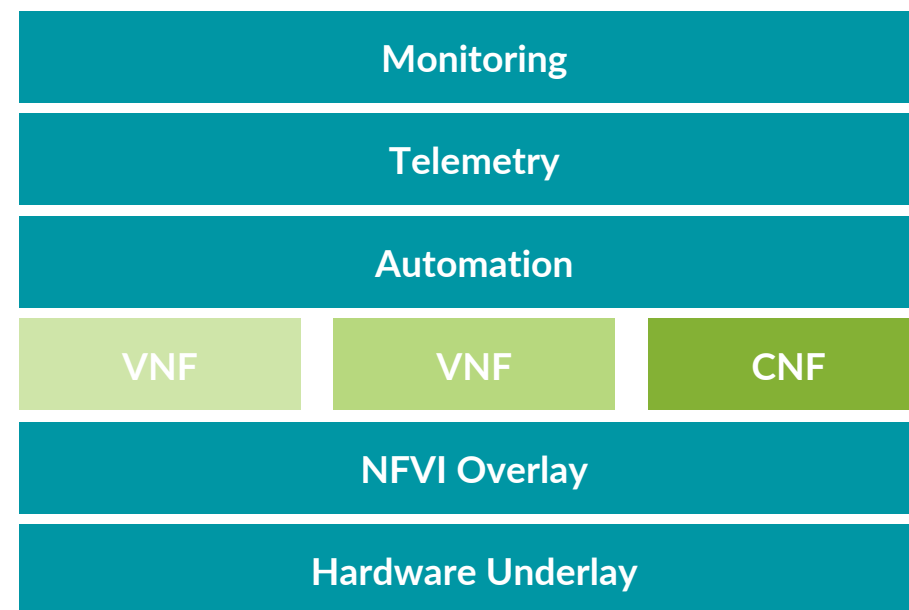 Monitoring
Telemetry
Automation
VNF VNF CNF
NFVI Overlay
Hardware Underlay